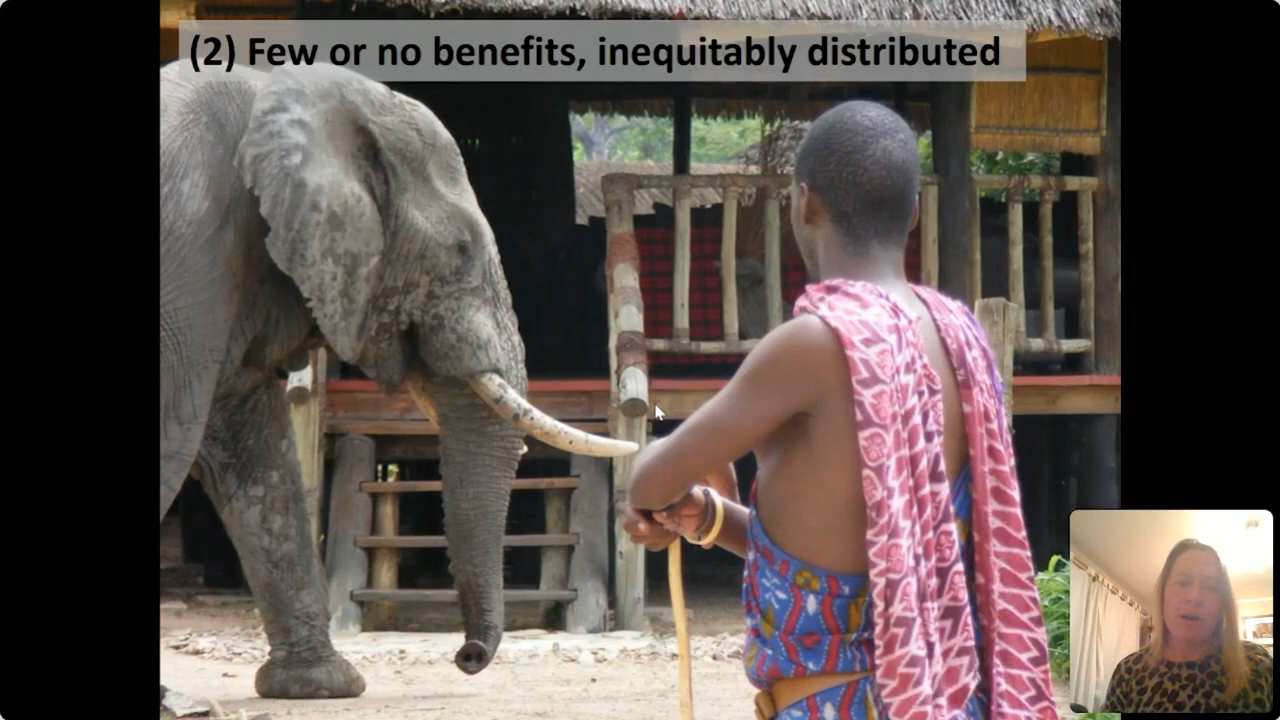 (2) Few or no benefits, inequitably distributed